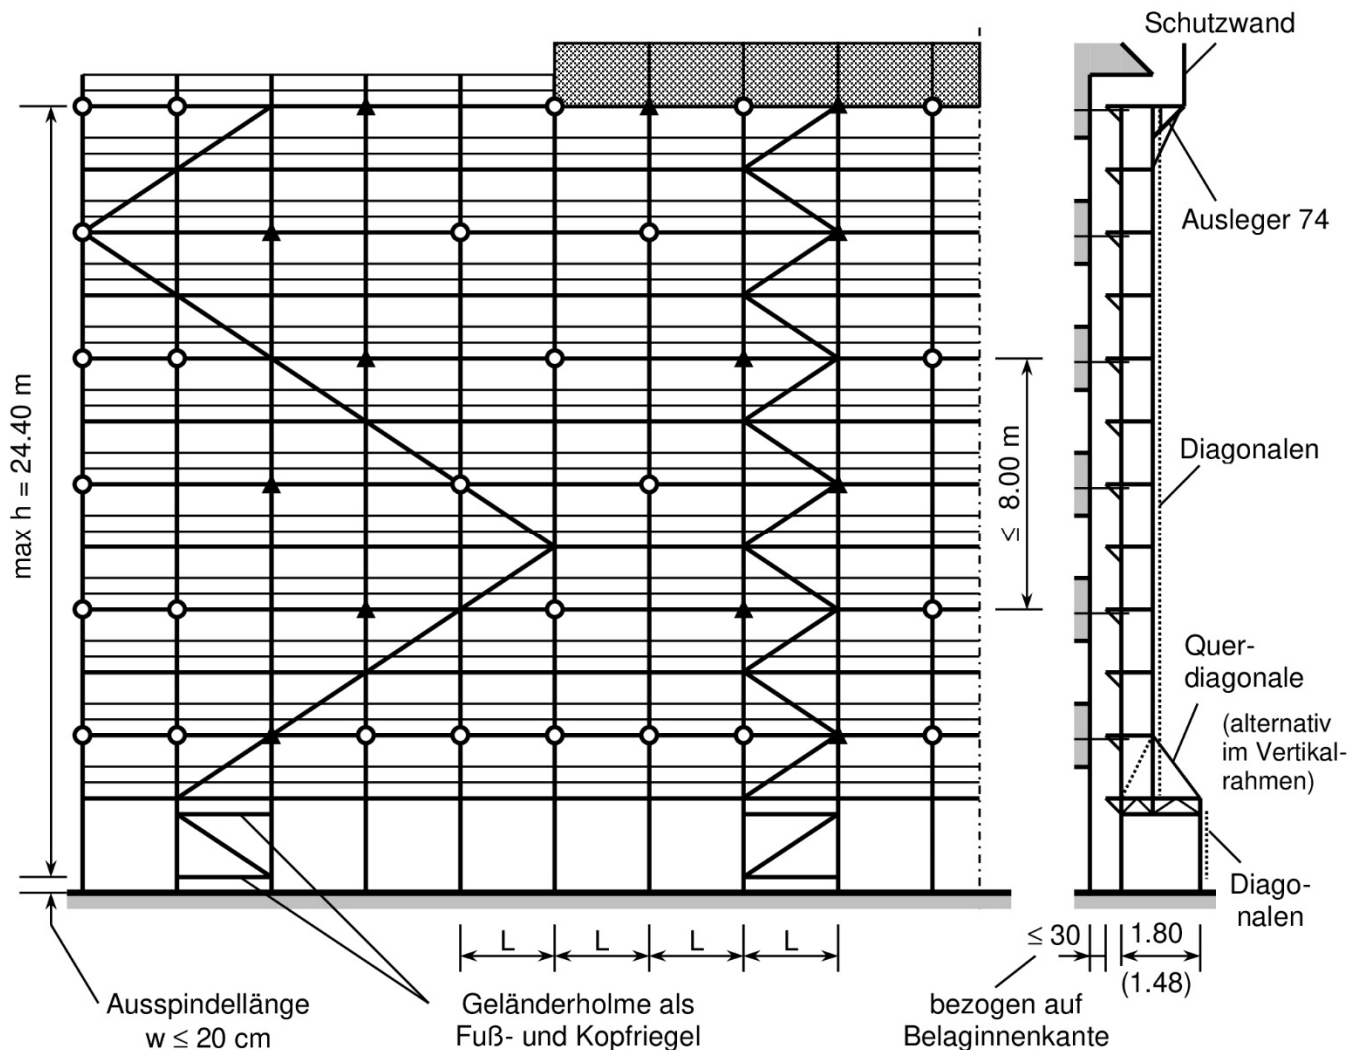 Schutzwand
Ausleger 74
max h = 24.40 m
Diagonalen
≤ 8.00 m
Quer-
diagonale
(alternativ
im Vertikal-
rahmen)
Diago-
nalen
L L L L
≤ 30 1.80
(1.48)
Ausspindellänge
w ≤ 20 cm
Geländerholme als
Fuß- und Kopfriegel
bezogen auf
Belaginnenkante